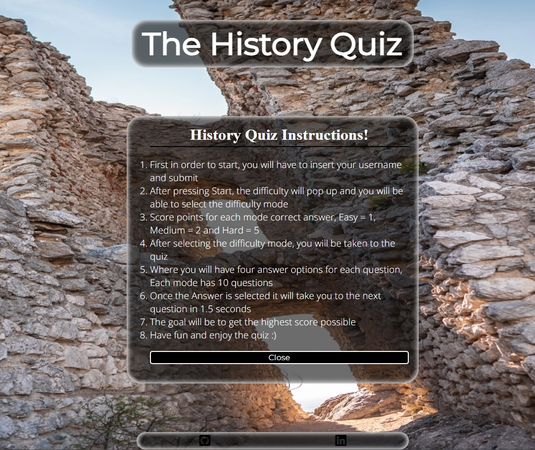 The History Quiz
History Quiz Instructions!
1. First in order to start, you will have to insert your username
and submit
2. After pressing Start, the difficulty will pop up and you will be
able to select the difficulty mode
3. Score points for each mode correct answer, Easy = 1,
Medium = 2 and Hard = 5
4. After selecting the difficulty mode, you will be taken to the
quiz
5. Where you will have four answer options for each question,
Each mode has 10 questions
6. Once the Answer is selected it will take you to the next
question in 1.5 seconds
7. The goal will be to get the highest score possible
8. Have fun and enjoy the quiz :)
Close